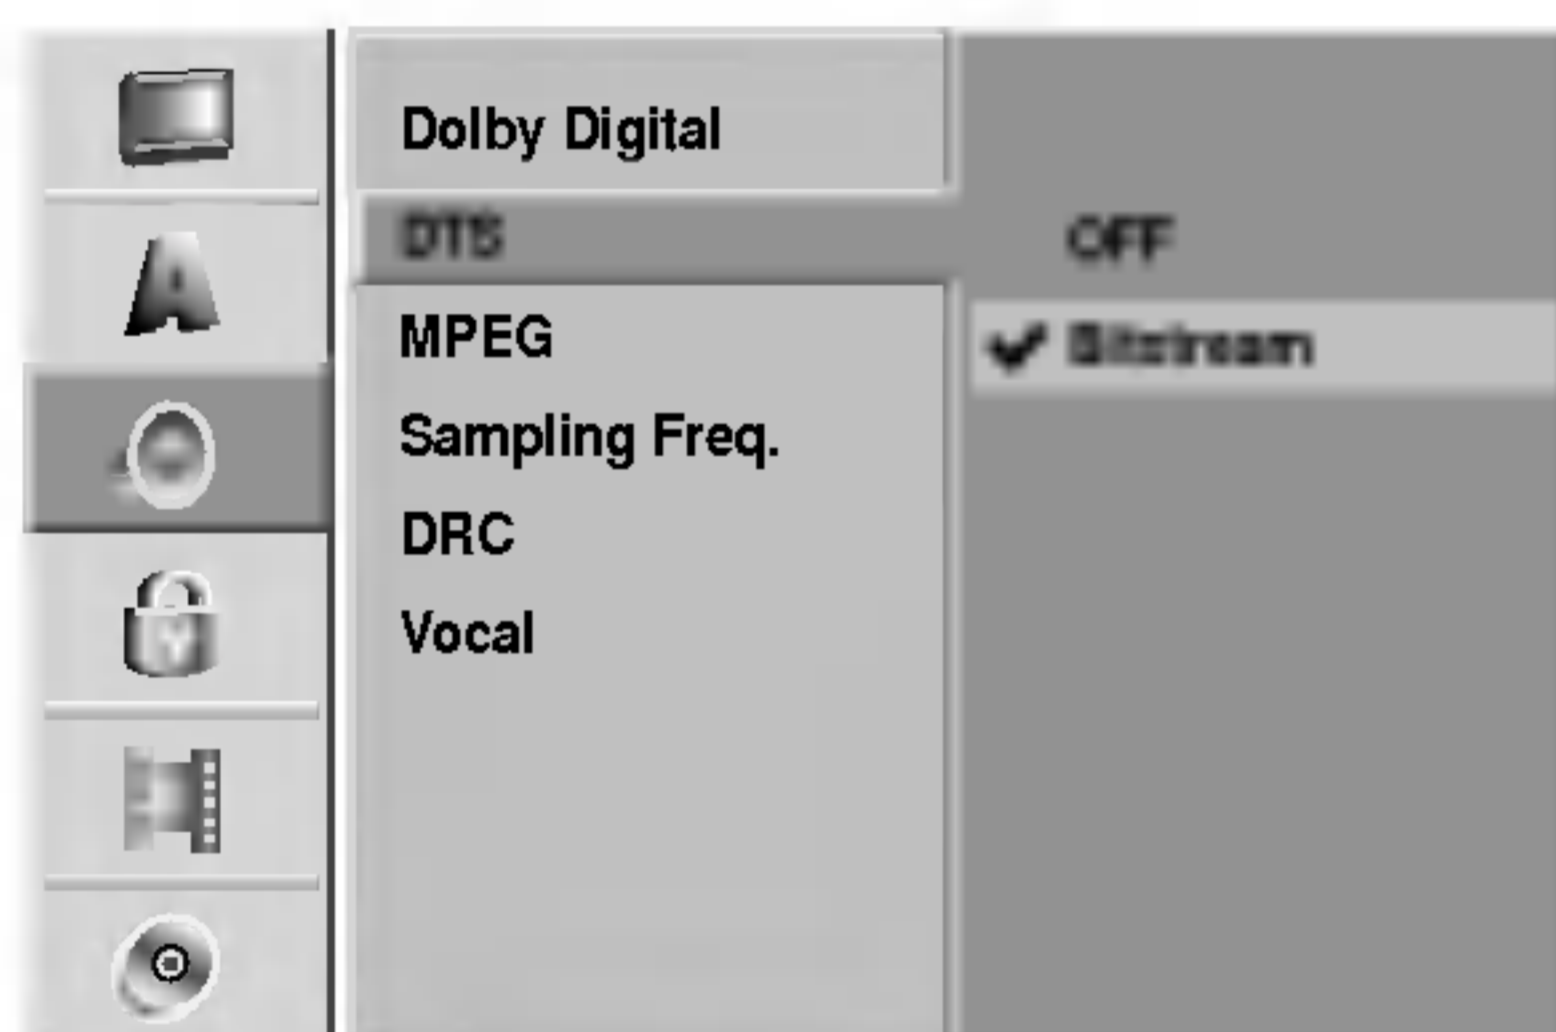 Dolby Digital
DTS OFF
MPEG ✔ Bitstream
Sampling Freq.
DRC
Vocal